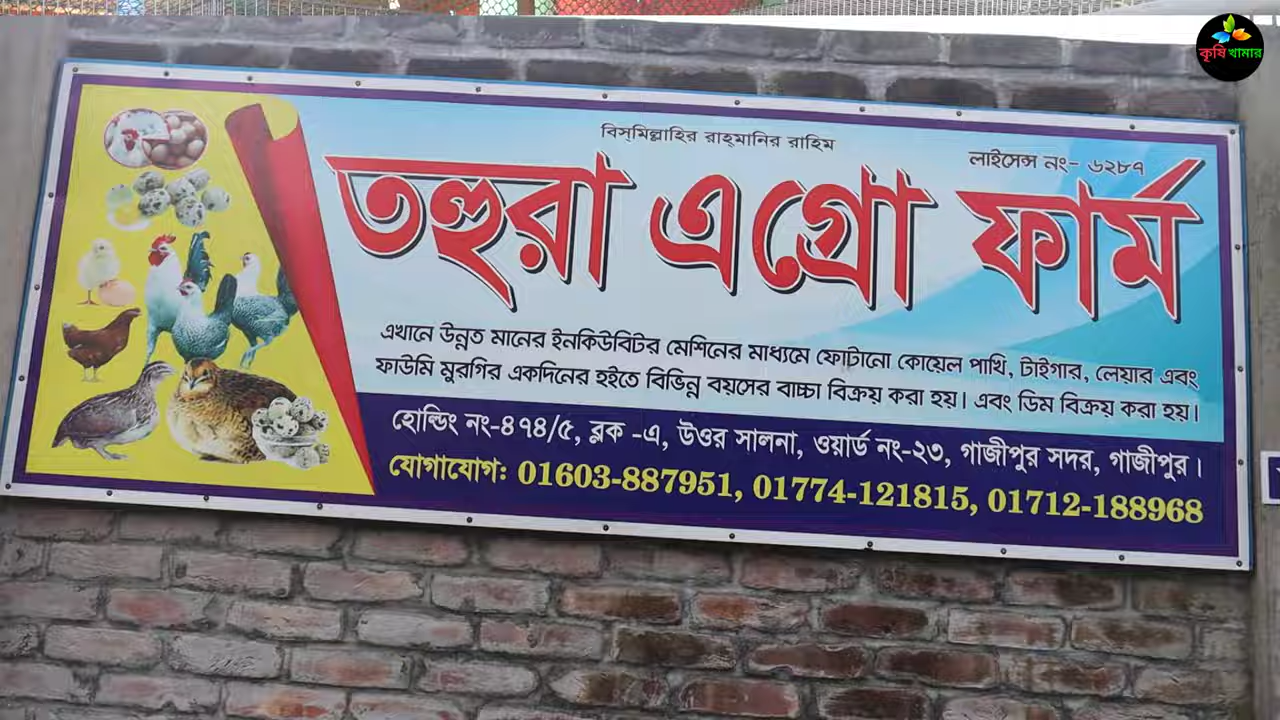 কৃষি খামার
বিস্‌মিল্লাহির রাহ্‌মানির রাহিম
লাইসেন্স নং- ৬২৮৭
তহুরা এগ্রো ফার্ম
এখানে উন্নত মানের ইনকিউবিটর মেশিনের মাধ্যমে ফোটানো কোয়েল পাখি, টাইগার, লেয়ার এবং
ফাউমি মুরগির একদিনের হইতে বিভিন্ন বয়সের বাচ্চা বিক্রয় করা হয়। এবং ডিম বিক্রয় করা হয়।
হোল্ডিং নং-৪৭৪/৫, ব্লক -এ, উওর সালনা, ওয়ার্ড নং-২৩, গাজীপুর সদর, গাজীপুর।
যোগাযোগ: 01603-887951, 01774-121815, 01712-188968